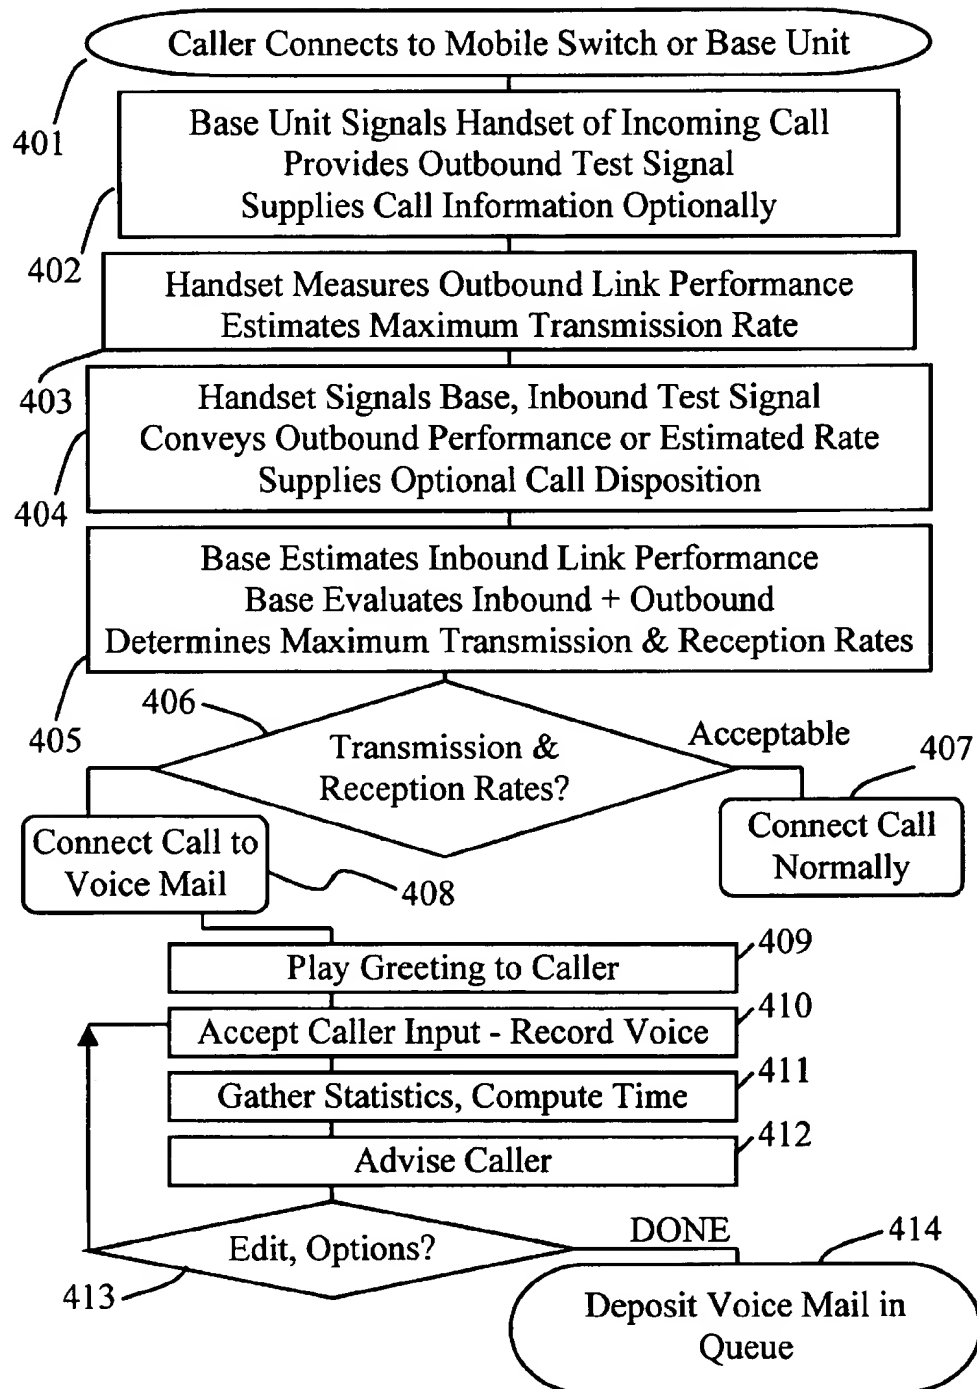 Caller Connects to Mobile Switch or Base Unit
401
Base Unit Signals Handset of Incoming Call
Provides Outbound Test Signal
Supplies Call Information Optionally
402
Handset Measures Outbound Link Performance
Estimates Maximum Transmission Rate
403
Handset Signals Base, Inbound Test Signal
Conveys Outbound Performance or Estimated Rate
Supplies Optional Call Disposition
404
Base Estimates Inbound Link Performance
Base Evaluates Inbound + Outbound
Determines Maximum Transmission & Reception Rates
405
406
Transmission &
Reception Rates?
Acceptable
407
Connect Call
Normally
Connect Call to
Voice Mail
408
409
Play Greeting to Caller
410
Accept Caller Input - Record Voice
411
Gather Statistics, Compute Time
412
Advise Caller
Edit, Options?
413
DONE
414
Deposit Voice Mail in
Queue